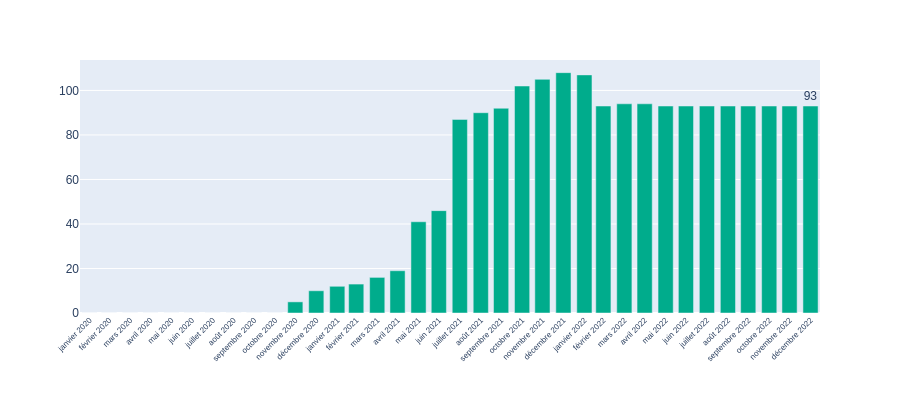 93
100
80
60
40
20
0
janvier 2020
février 2020
mars 2020
avril 2020
mai 2020
juin 2020
juillet 2020
août 2020
septembre 2020
octobre 2020
novembre 2020
décembre 2020
janvier 2021
février 2021
mars 2021
avril 2021
mai 2021
juin 2021
juillet 2021
août 2021
septembre 2021
octobre 2021
novembre 2021
décembre 2021
janvier 2022
février 2022
mars 2022
avril 2022
mai 2022
juin 2022
juillet 2022
août 2022
septembre 2022
octobre 2022
novembre 2022
décembre 2022